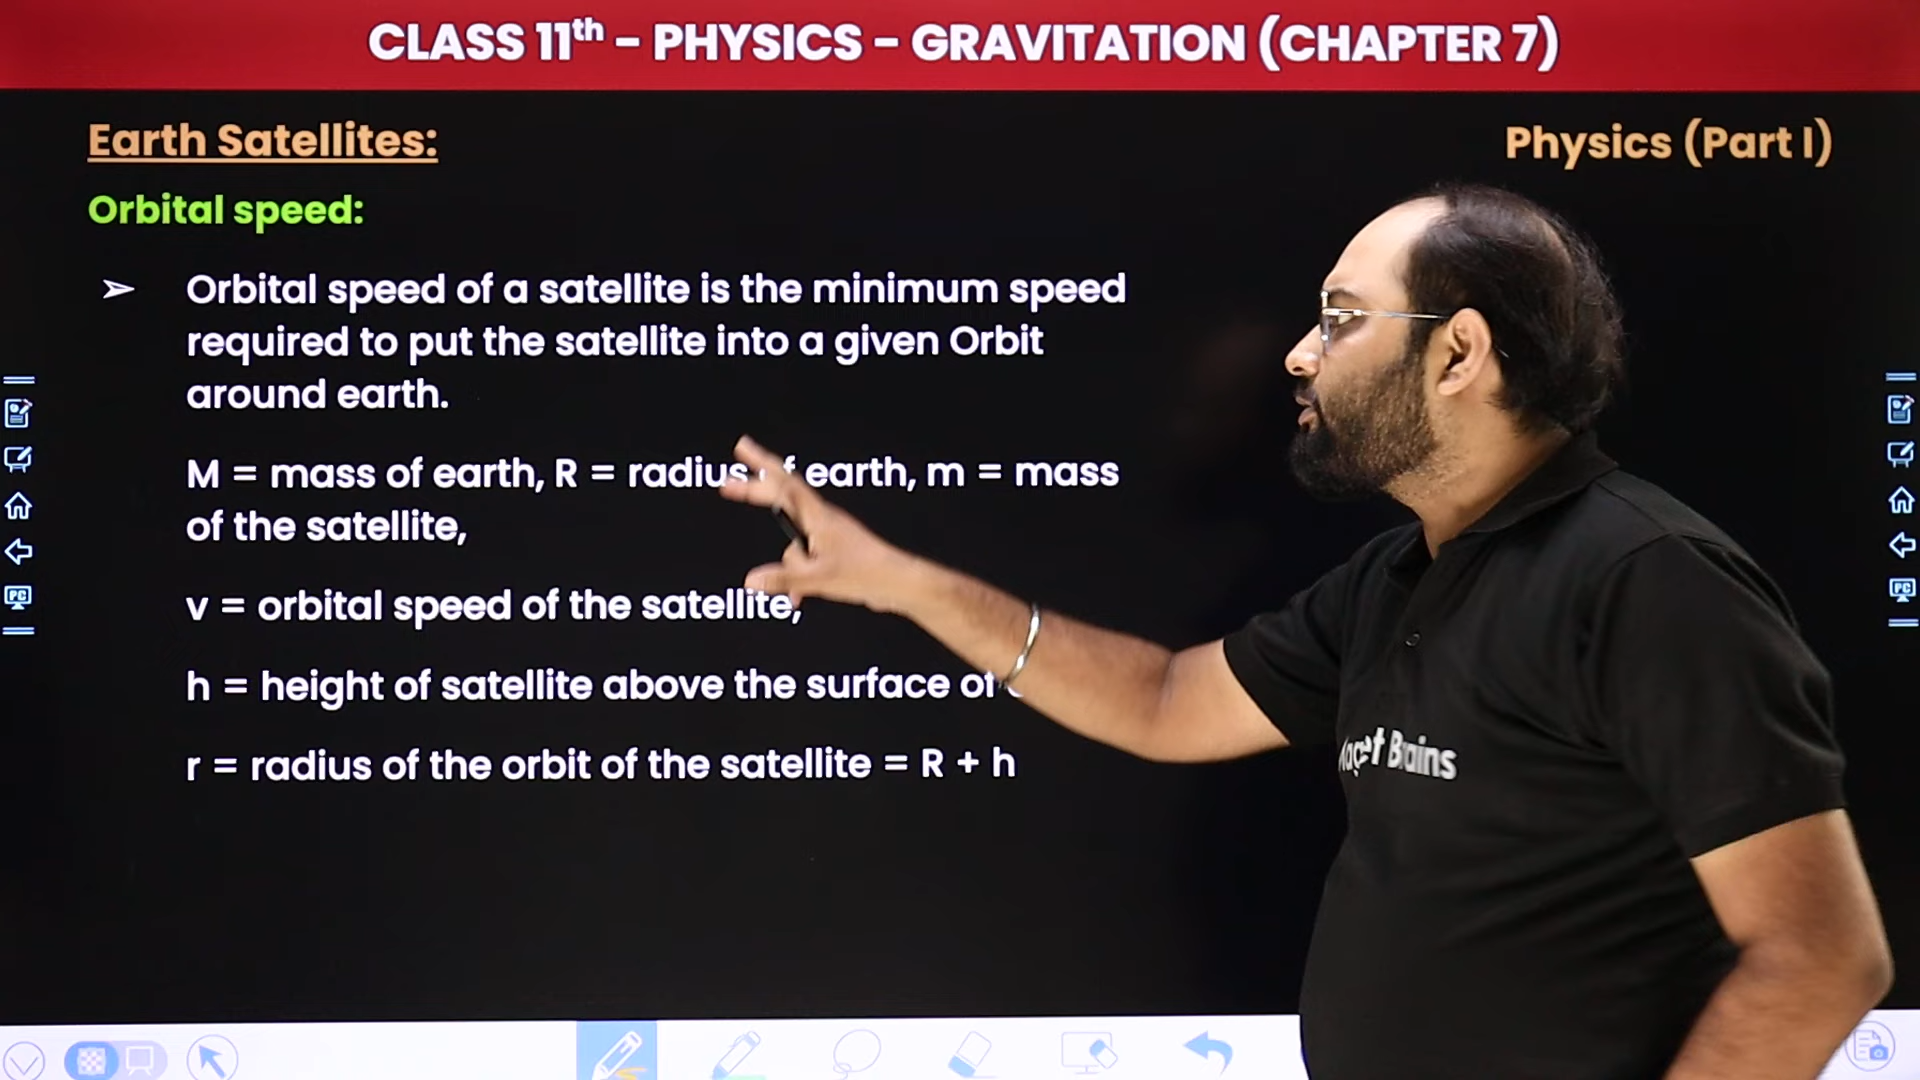 CLASS 11th - PHYSICS - GRAVITATION (CHAPTER 7)
Earth Satellites:
Physics (Part I)
Orbital speed:
➢ Orbital speed of a satellite is the minimum speed
required to put the satellite into a given Orbit
around earth.
M = mass of earth, R = radius of earth, m = mass
of the satellite,
v = orbital speed of the satellite,
h = height of satellite above the surface of
r = radius of the orbit of the satellite = R + h
Brains
PC
PC